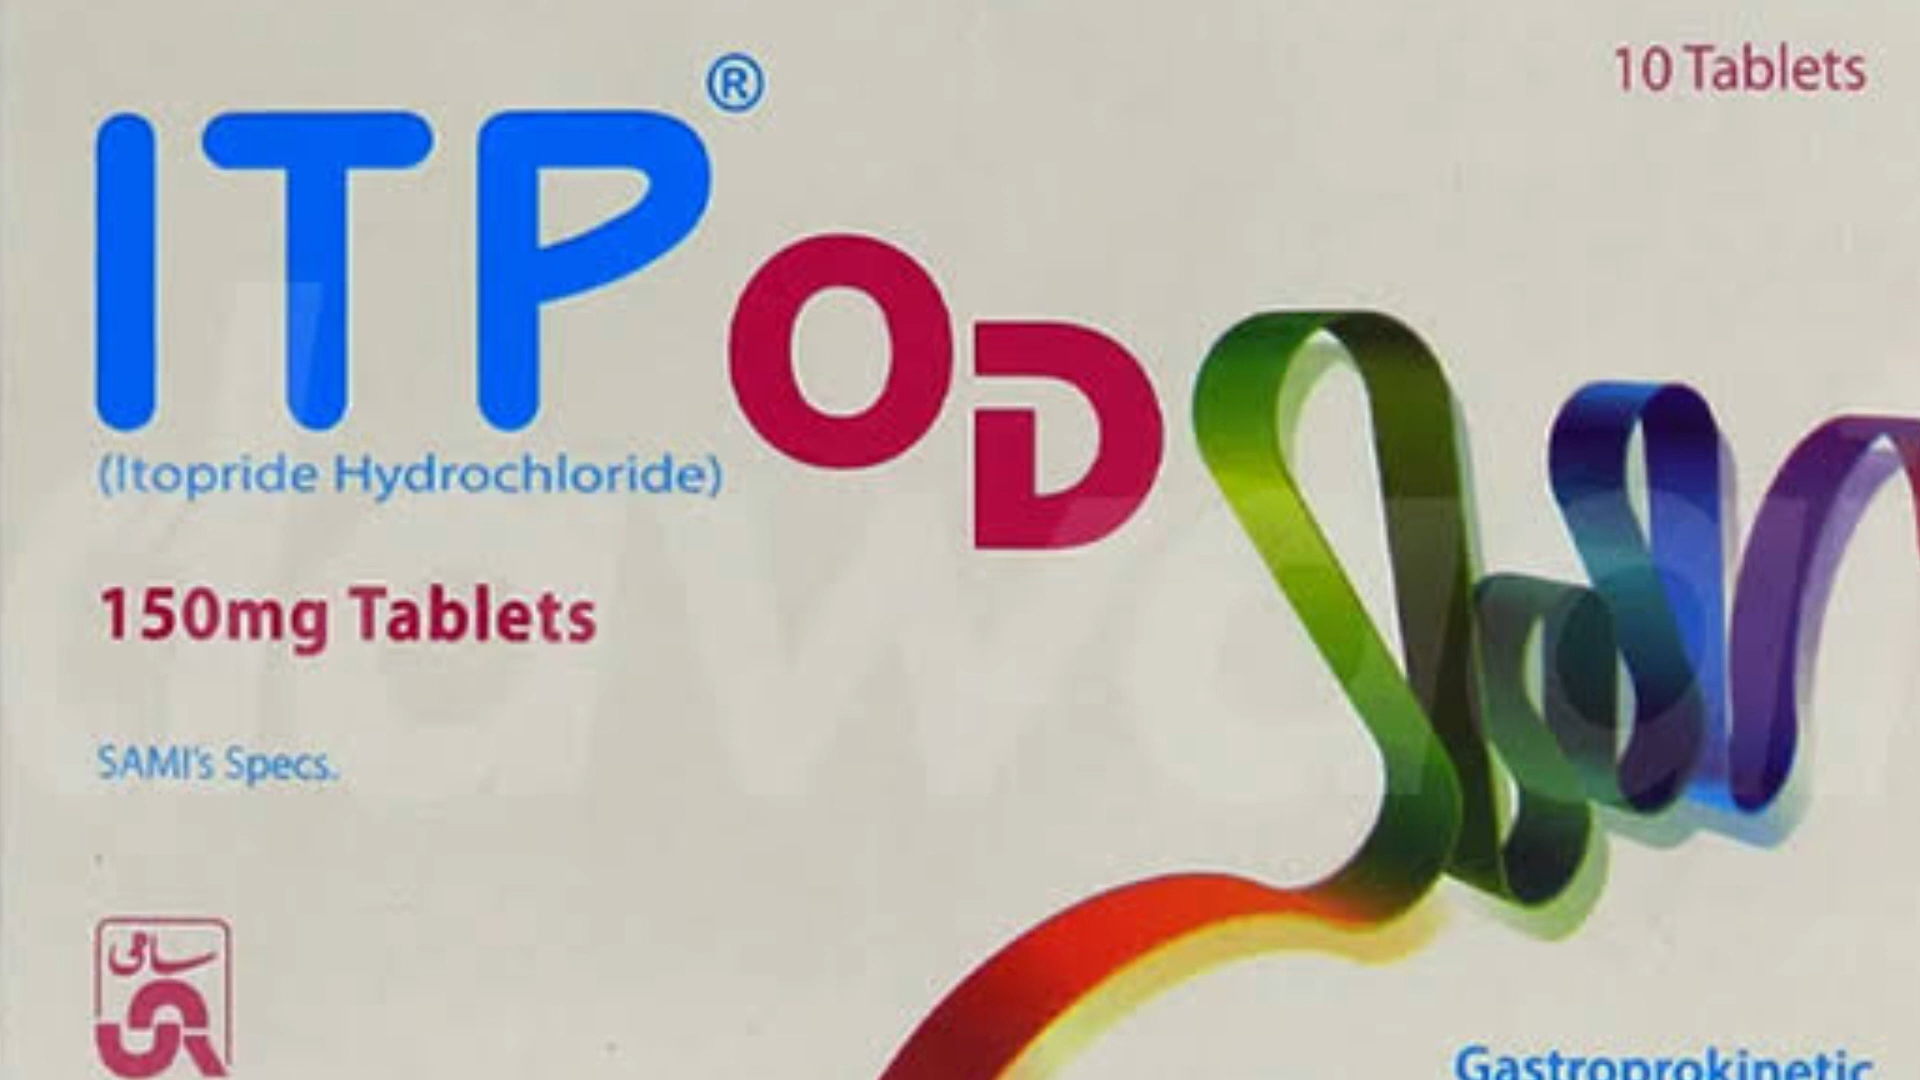 10 Tablets
ITP®
OD
(Itopride Hydrochloride)
150mg Tablets
SAMI's Specs.
سامی
Gastroprokinetic